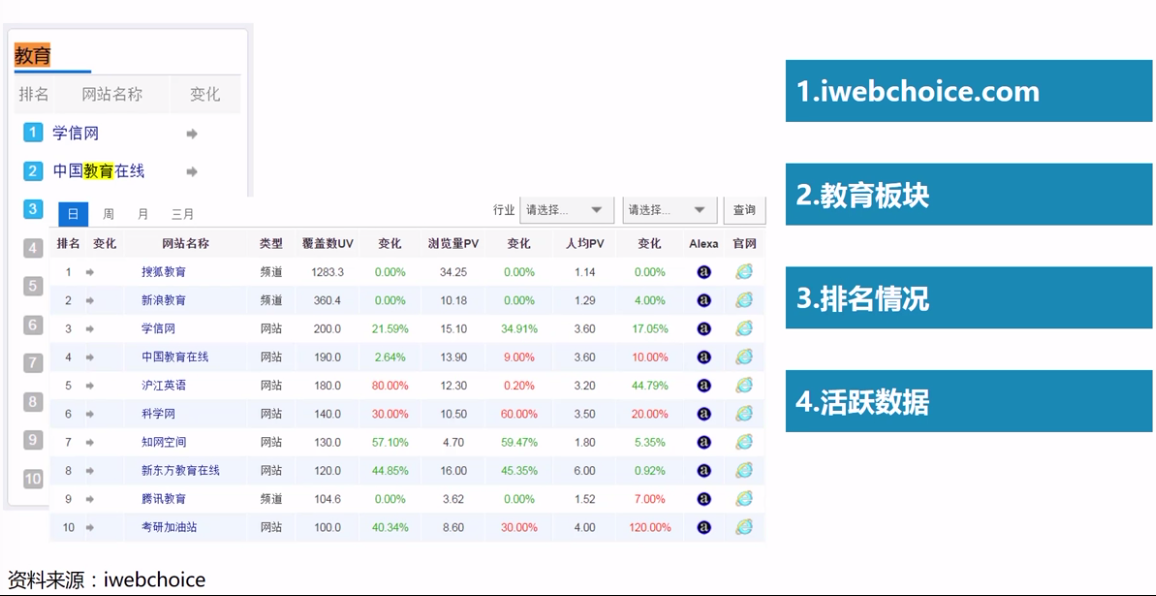 教育
排名 网站名称 变化
1 学信网
2 中国教育在线
3
4
5
6
7
8
9
10
日 周 月 三月 行业 请选择... 请选择... 查询
排名 变化 网站名称 类型 覆盖数UV 变化 浏览量PV 变化 人均PV 变化 Alexa 官网
1 搜狐教育 频道 1283.3 0.00% 34.25 0.00% 1.14 0.00% a
2 新浪教育 频道 360.4 0.00% 10.18 0.00% 1.29 4.00% a
3 学信网 网站 200.0 21.59% 15.10 34.91% 3.60 17.05% a
4 中国教育在线 网站 190.0 2.64% 13.90 9.00% 3.60 10.00% a
5 沪江英语 网站 180.0 80.00% 12.30 0.20% 3.20 44.79% a
6 科学网 网站 140.0 30.00% 10.50 60.00% 3.50 20.00% a
7 知网空间 网站 130.0 57.10% 4.70 59.47% 1.80 5.35% a
8 新东方教育在线 网站 120.0 44.85% 16.00 45.35% 6.00 0.92% a
9 腾讯教育 频道 104.6 0.00% 3.62 0.00% 1.52 7.00% a
10 考研加油站 网站 100.0 40.34% 8.60 30.00% 4.00 120.00% a
1.iwebchoice.com
2.教育板块
3.排名情况
4.活跃数据
资料来源：iwebchoice